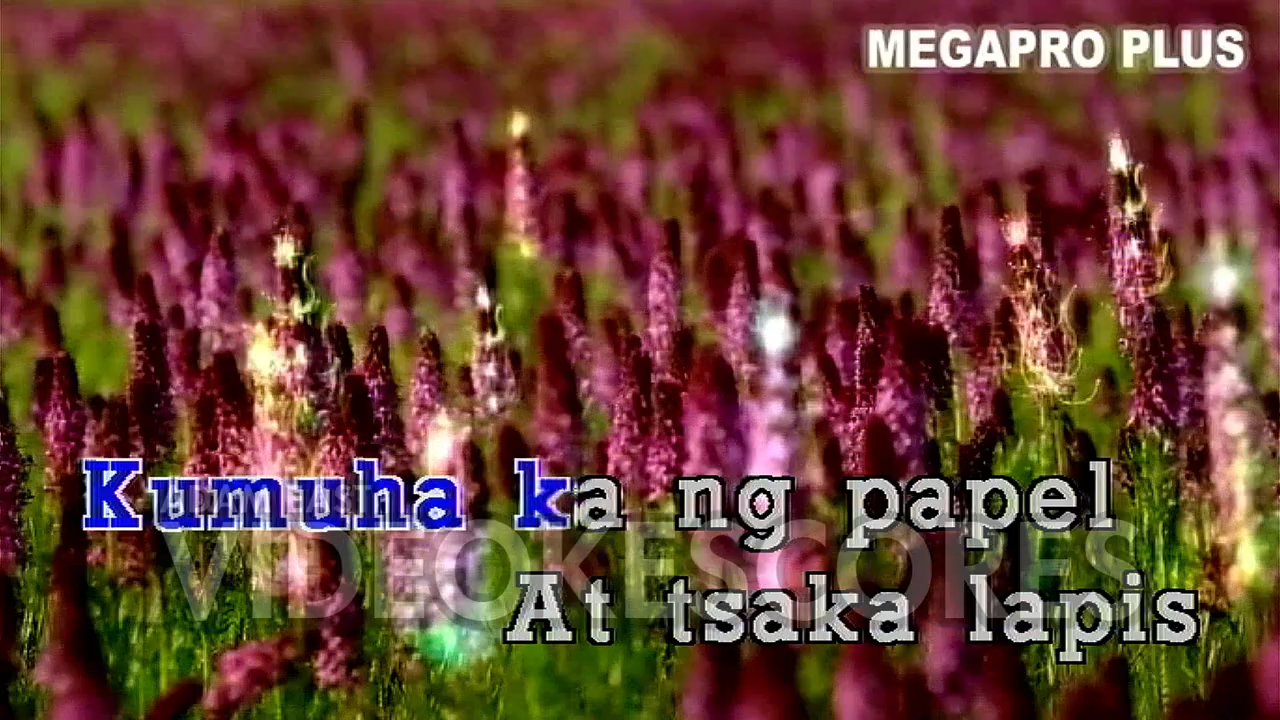 MEGAPRO PLUS
Kumuha ka ng papel
VIDEOKESCORES
At tsaka lapis